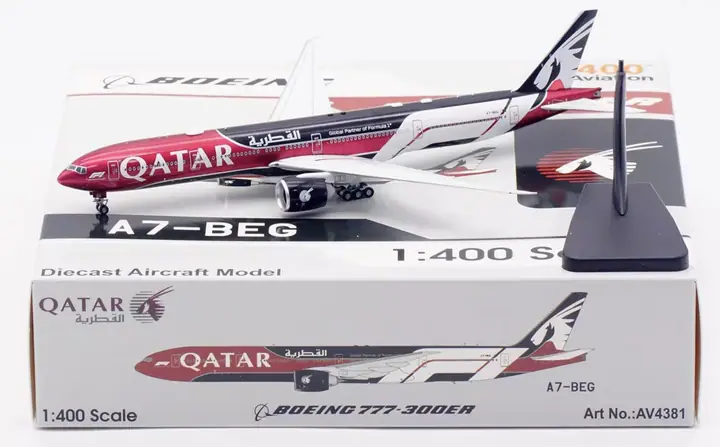 BOEING
400
Aviation
القطرية
Global Partner of Formula 1
QATAR
F1
A7-BEG
1:400 Sc
Diecast Aircraft Model
QATAR
القطرية
QATAR
القطرية
A7-BEG
1:400 Scale
BOEING 777-300ER
Art No.:AV4381